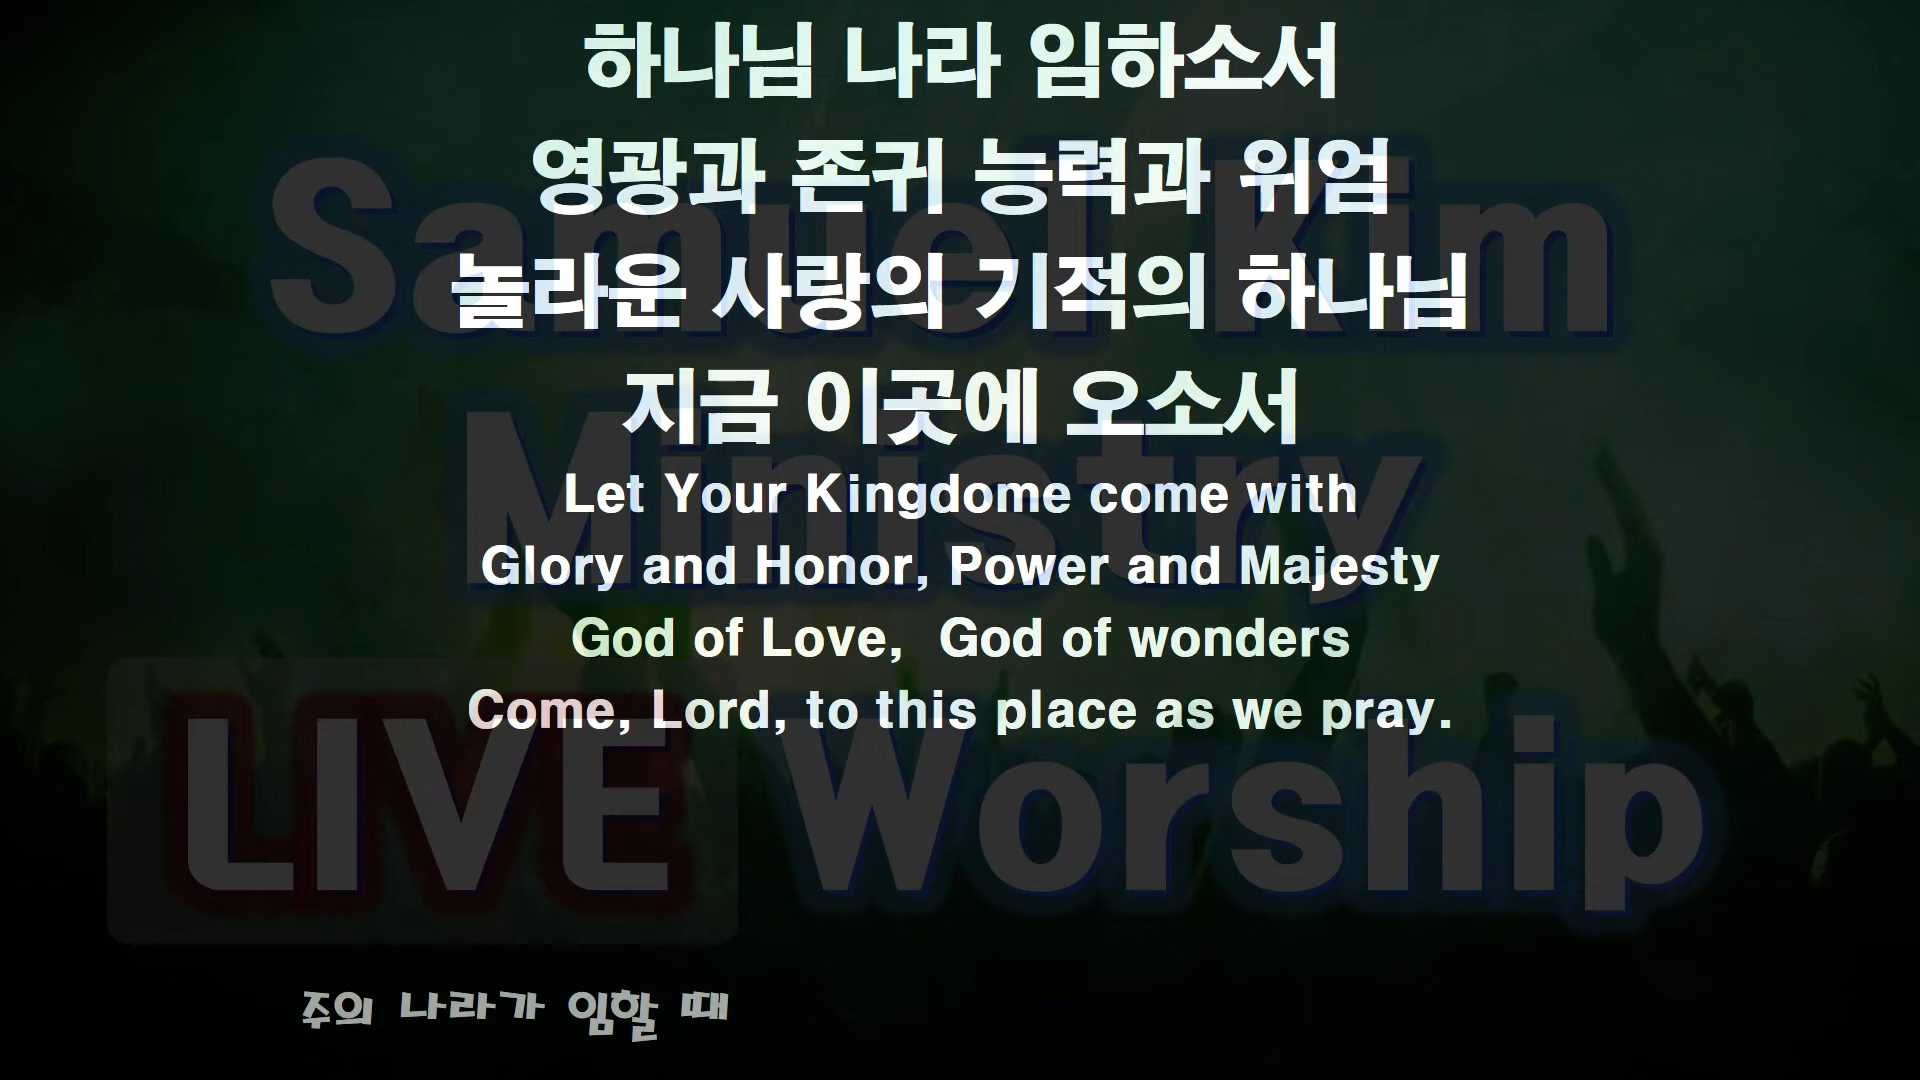 하나님 나라 임하소서
영광과 존귀 능력과 위엄
놀라운 사랑의 기적의 하나님
지금 이곳에 오소서
Let Your Kingdome come with
Glory and Honor, Power and Majesty
God of Love,  God of wonders
Come, Lord, to this place as we pray.
Samuel Kim
Ministry
LIVE Worship
주의 나라가 임할 때